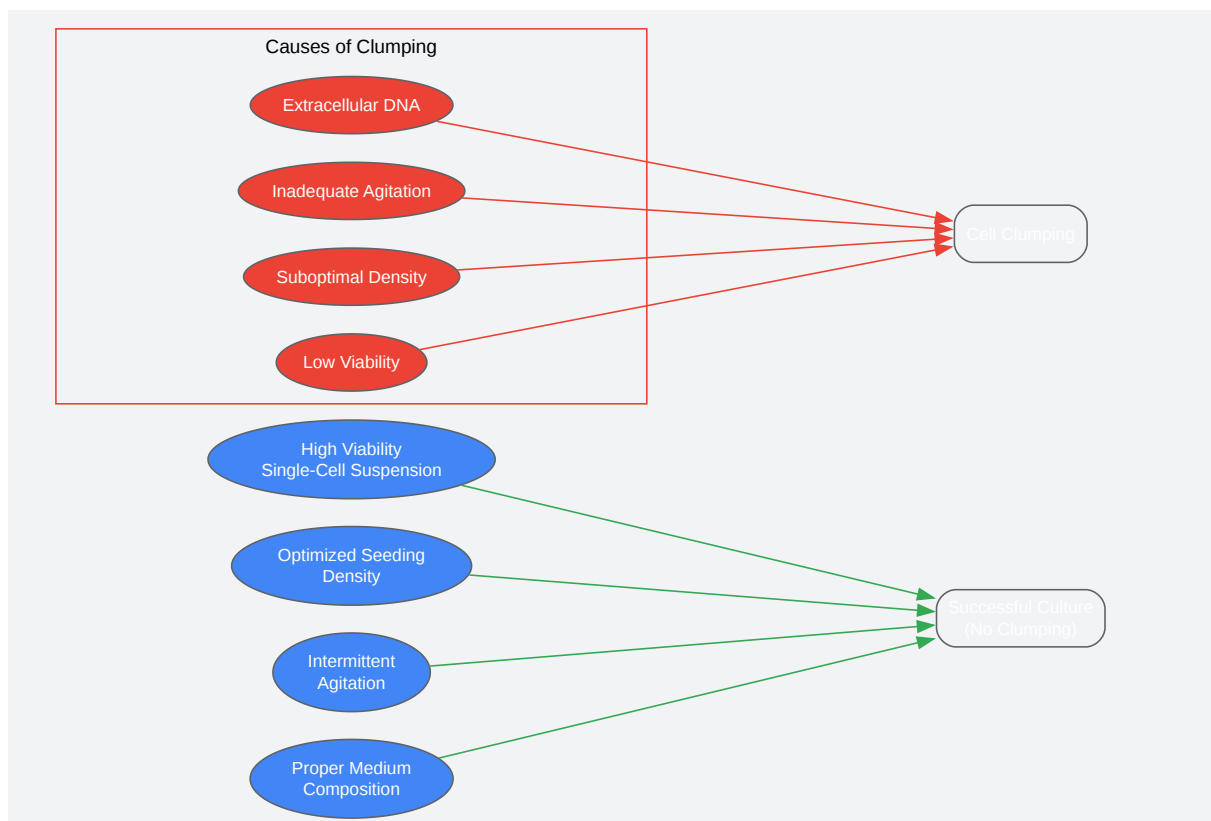 Causes of Clumping
Extracellular DNA
Inadequate Agitation
Cell Clumping
Suboptimal Density
Low Viability
High Viability
Single-Cell Suspension
Optimized Seeding
Density
Successful Culture
(No Clumping)
Intermittent
Agitation
Proper Medium
Composition